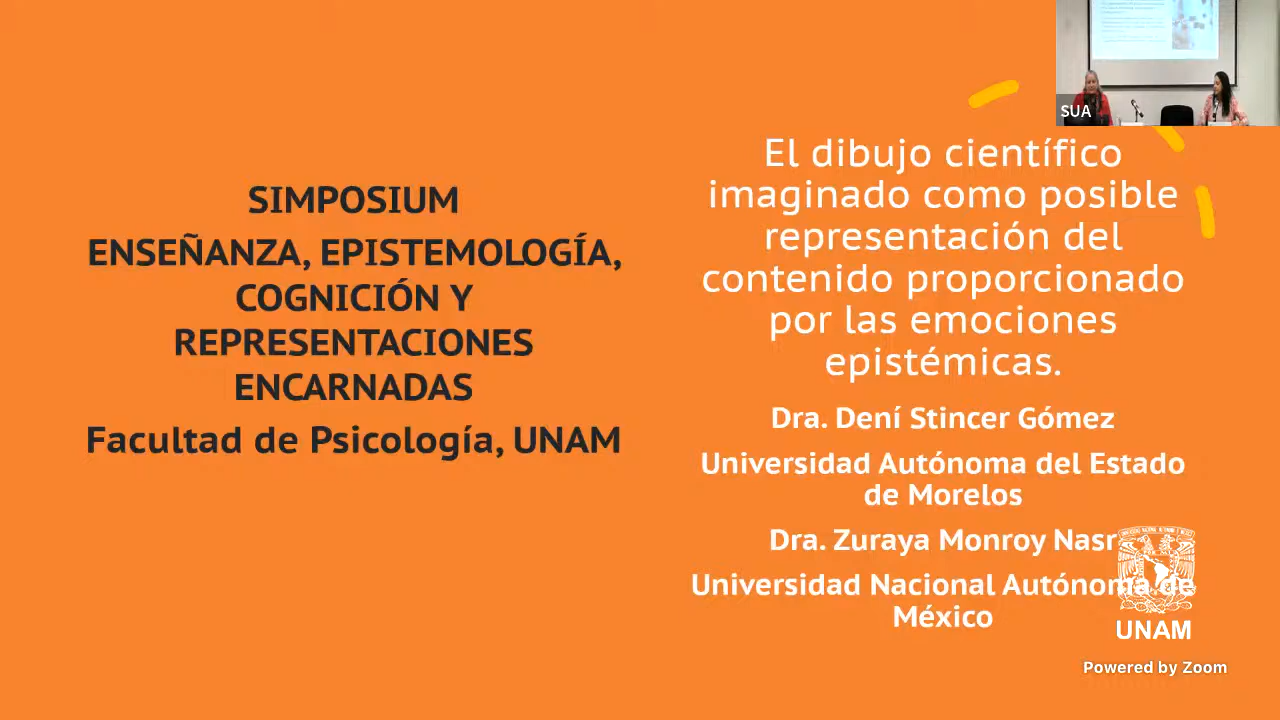 SUA
SIMPOSIUM
ENSEÑANZA, EPISTEMOLOGÍA,
COGNICIÓN Y
REPRESENTACIONES
ENCARNADAS
Facultad de Psicología, UNAM
El dibujo científico
imaginado como posible
representación del
contenido proporcionado
por las emociones
epistémicas.
Dra. Dení Stincer Gómez
Universidad Autónoma del Estado
de Morelos
Dra. Zuraya Monroy Nasr
Universidad Nacional Autónoma de
México
UNAM
Powered by Zoom